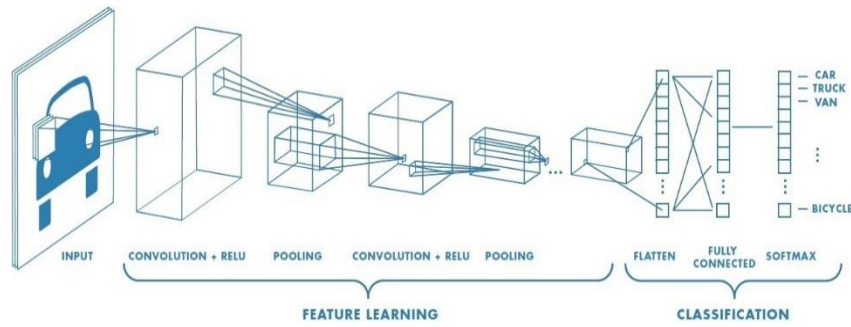 CAR
TRUCK
VAN
BICYCLE
INPUT
CONVOLUTION + RELU
POOLING
CONVOLUTION + RELU
POOLING
FLATTEN
FULLY
CONNECTED
SOFTMAX
FEATURE LEARNING
CLASSIFICATION